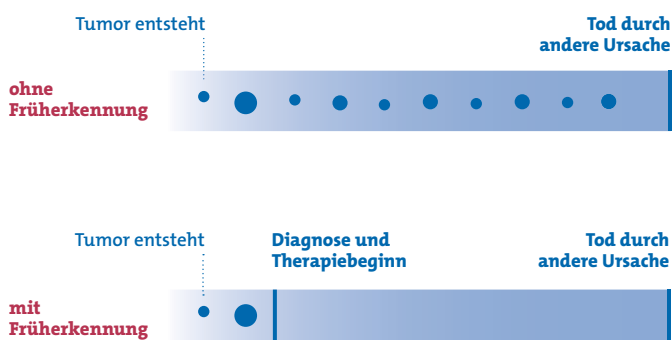 Tumor entsteht
Tod durch
andere Ursache
ohne
Früherkennung
Tumor entsteht
Diagnose und
Therapiebeginn
Tod durch
andere Ursache
mit
Früherkennung